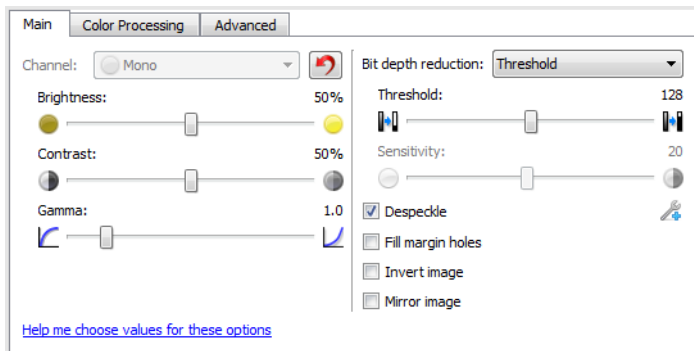 Main Color Processing Advanced
Channel: Mono
Brightness: 50%
Contrast: 50%
Gamma: 1.0
Help me choose values for these options
Bit depth reduction: Threshold
Threshold: 128
Sensitivity: 20
Despeckle
Fill margin holes
Invert image
Mirror image